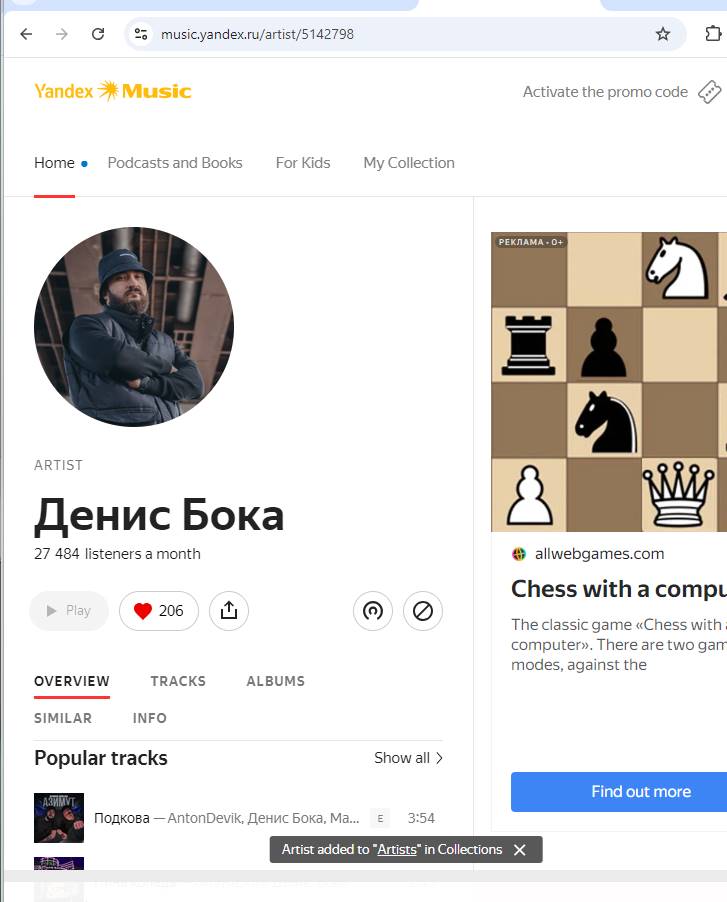 music.yandex.ru/artist/5142798
Yandex Music
Activate the promo code
Home
Podcasts and Books
For Kids
My Collection
РЕКЛАМА • 0+
ARTIST
Денис Бока
27 484 listeners a month
Play
206
OVERVIEW
TRACKS
ALBUMS
SIMILAR
INFO
Popular tracks
Show all
АЗИМУТ
Подкова — AntonDevik, Денис Бока, Ма...
E
3:54
allwebgames.com
Chess with a compu
The classic game «Chess with a
computer». There are two gam
modes, against the
Find out more
Artist added to "Artists" in Collections